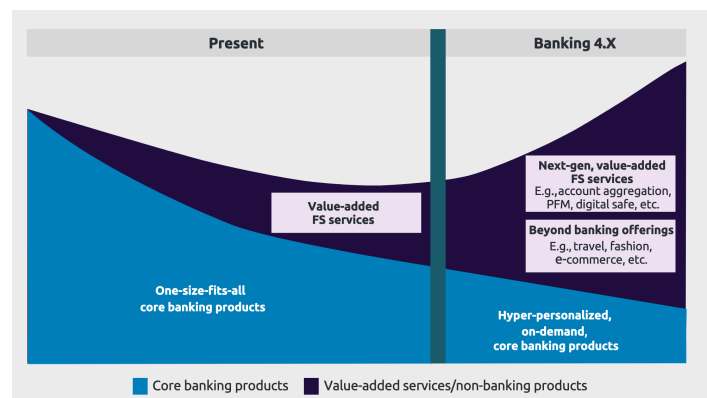 Present
Banking 4.X
Next-gen, value-added
FS services
E.g.,account aggregation,
PFM, digital safe, etc.
Value-added
FS services
Beyond banking offerings
E.g., travel, fashion,
e-commerce, etc.
One-size-fits-all
core banking products
Hyper-personalized,
on-demand,
core banking products
Core banking products
Value-added services/non-banking products